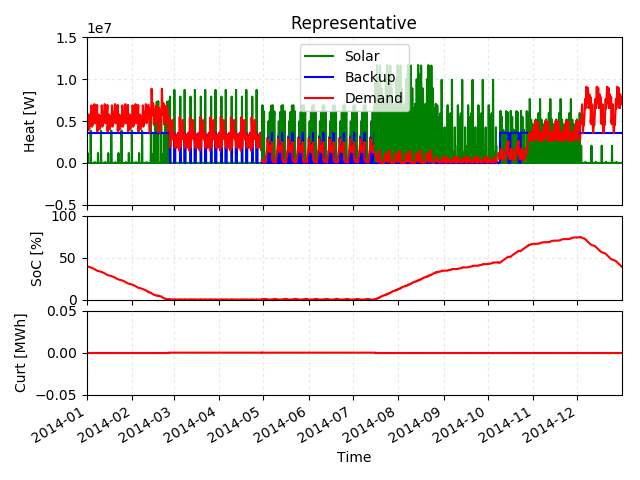 Representative
1e7
1.5
1.0
0.5
0.0
−0.5
Heat [W]
Solar
Backup
Demand
100
50
0
SoC [%]
0.05
0.00
−0.05
Curt [MWh]
2014-01
2014-02
2014-03
2014-04
2014-05
2014-06
2014-07
2014-08
2014-09
2014-10
2014-11
2014-12
Time